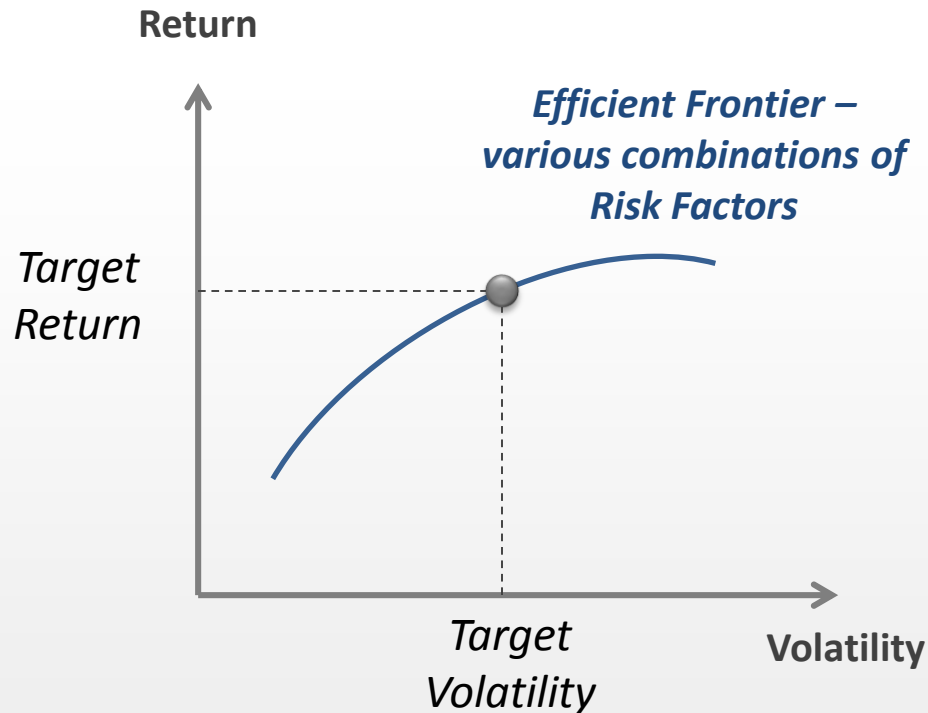 Return
Efficient Frontier –
various combinations of
Risk Factors
Target
Return
Target
Volatility
Volatility